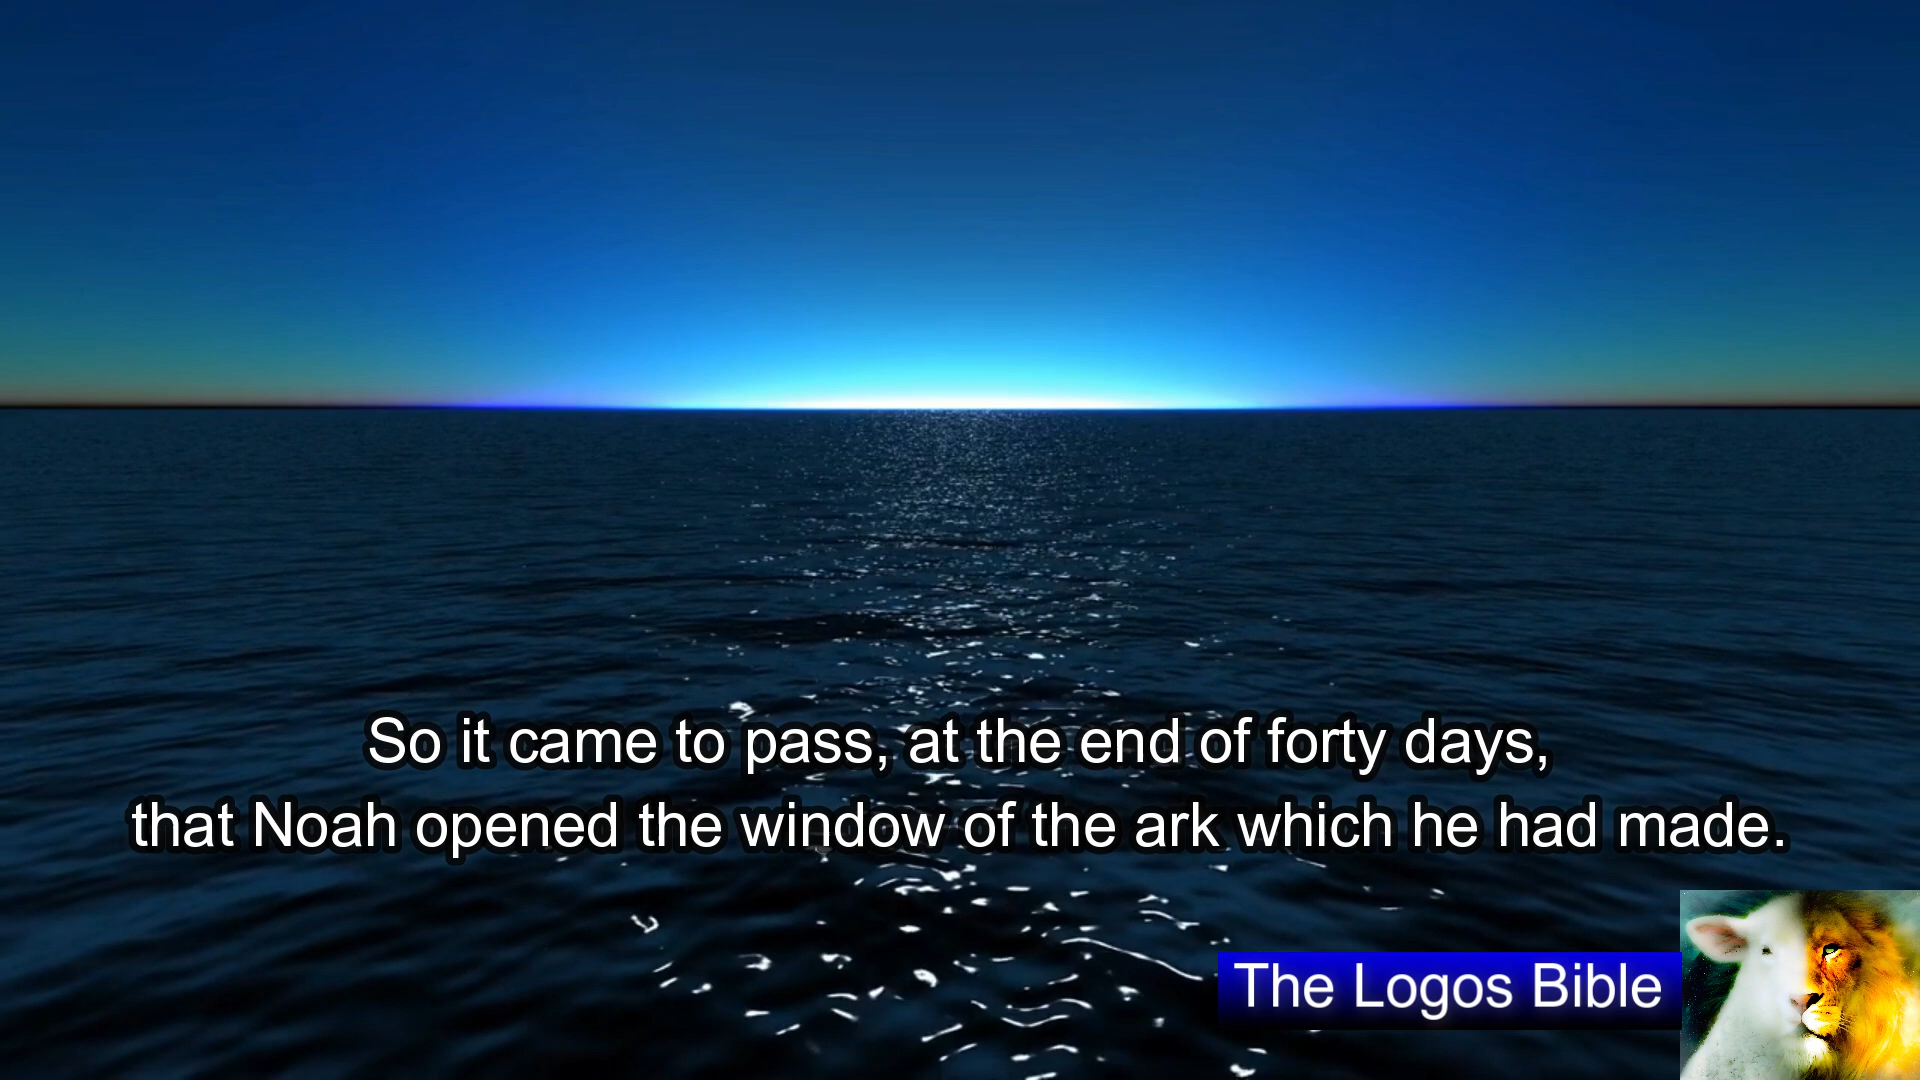 So it came to pass, at the end of forty days,
that Noah opened the window of the ark which he had made.
The Logos Bible